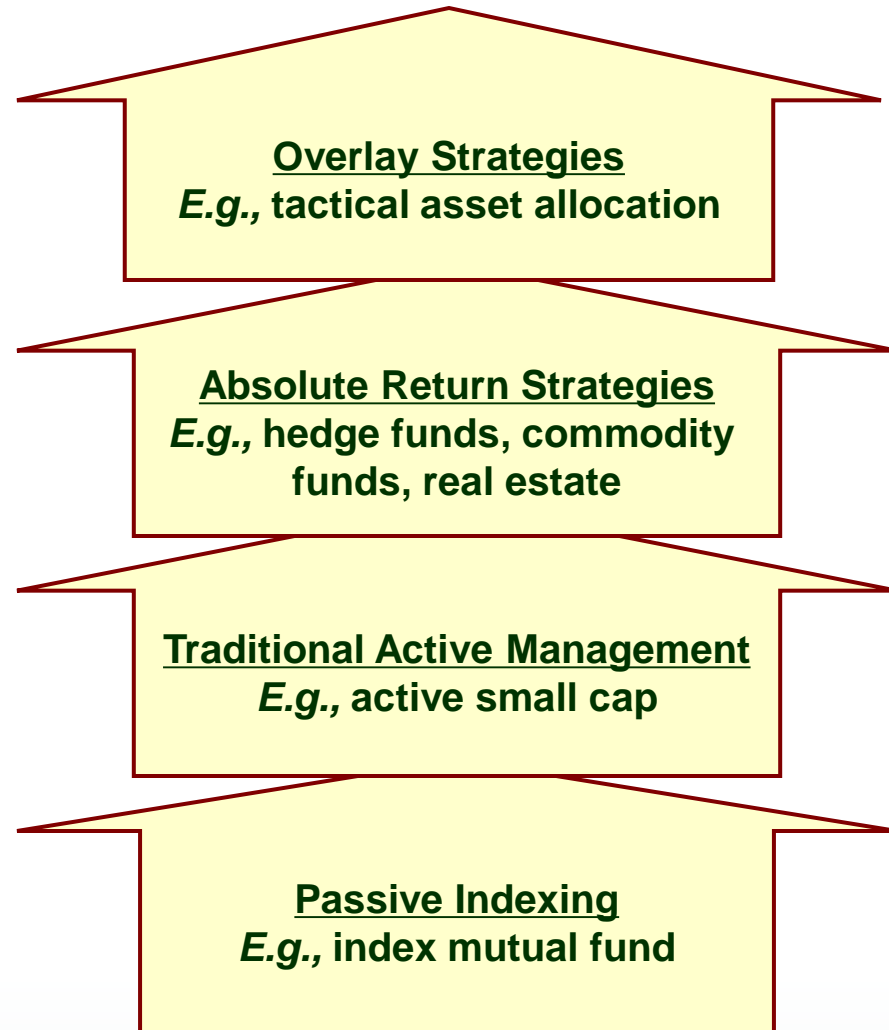 Overlay Strategies
E.g., tactical asset allocation
Absolute Return Strategies
E.g., hedge funds, commodity
funds, real estate
Traditional Active Management
E.g., active small cap
Passive Indexing
E.g., index mutual fund